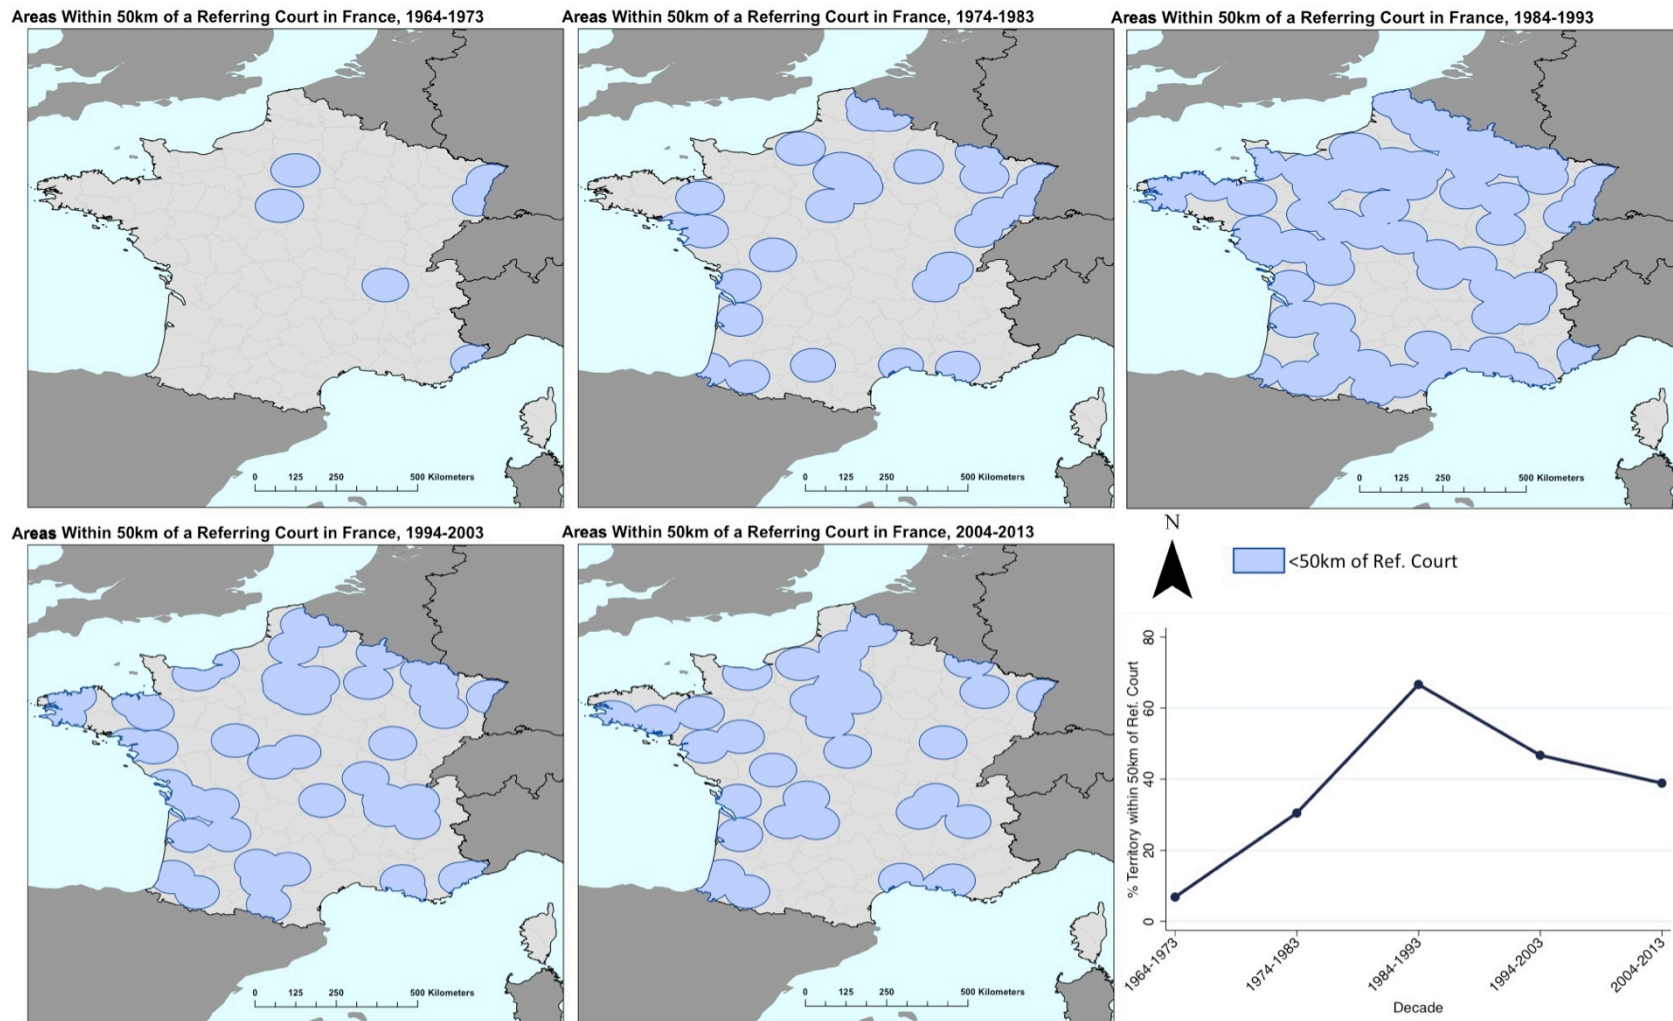 Areas Within 50km of a Referring Court in France, 1964-1973
Areas Within 50km of a Referring Court in France, 1974-1983
Areas Within 50km of a Referring Court in France, 1984-1993
0 125 250 500 Kilometers
0 125 250 500 Kilometers
0 125 250 500 Kilometers
Areas Within 50km of a Referring Court in France, 1994-2003
Areas Within 50km of a Referring Court in France, 2004-2013
0 125 250 500 Kilometers
0 125 250 500 Kilometers
N
<50km of Ref. Court
% Territory within 50km of Ref. Court
80
60
40
20
0
1964-1973
1974-1983
1984-1993
1994-2003
2004-2013
Decade